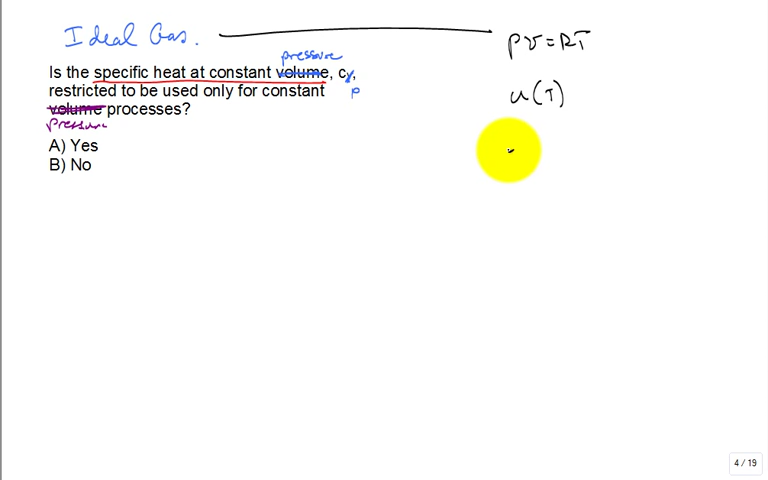 Ideal Gas.
pv=RT
pressure
Is the specific heat at constant volume, cv,
p
restricted to be used only for constant
u(T)
volume processes?
pressure
A) Yes
B) No
4 / 19